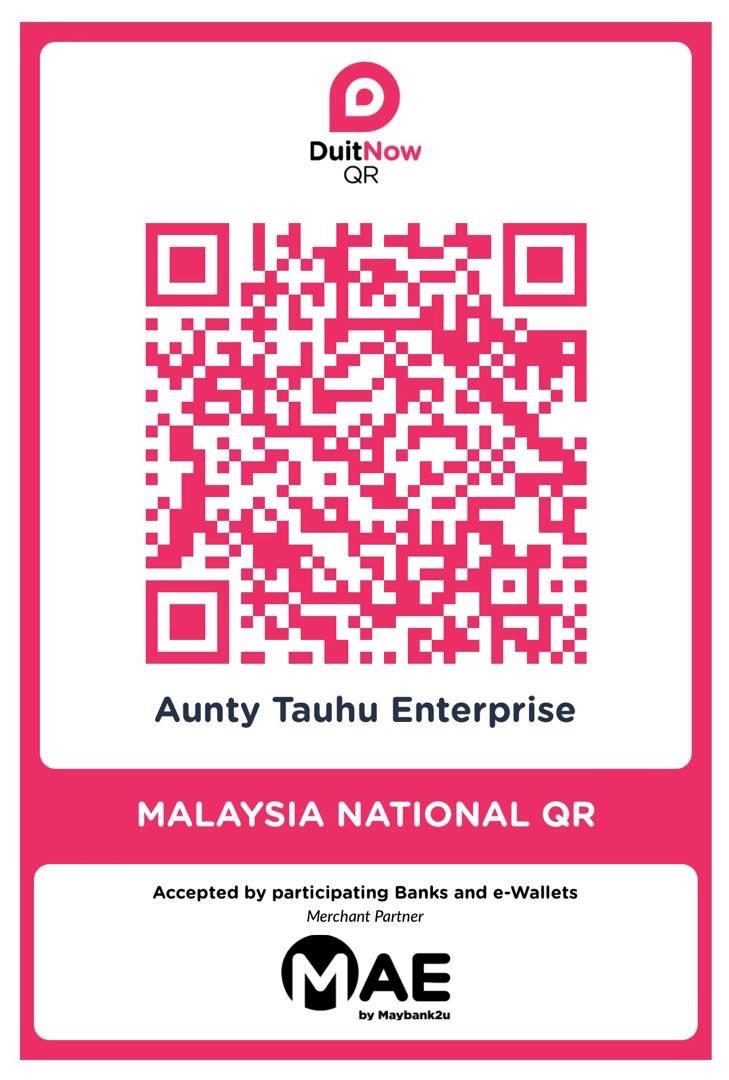 DuitNow
QR
Aunty Tauhu Enterprise
MALAYSIA NATIONAL QR
Accepted by participating Banks and e-Wallets
Merchant Partner
MAE
by Maybank2u